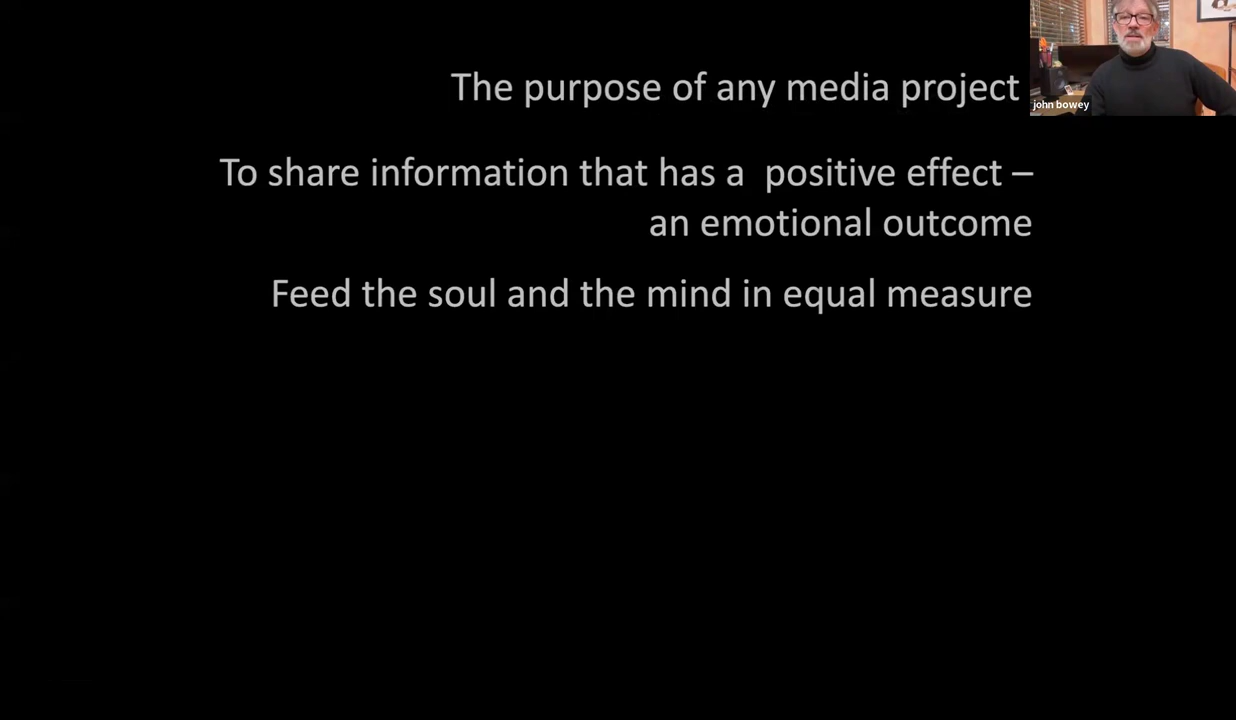 The purpose of any media project
To share information that has a  positive effect –
an emotional outcome
Feed the soul and the mind in equal measure
john bowey